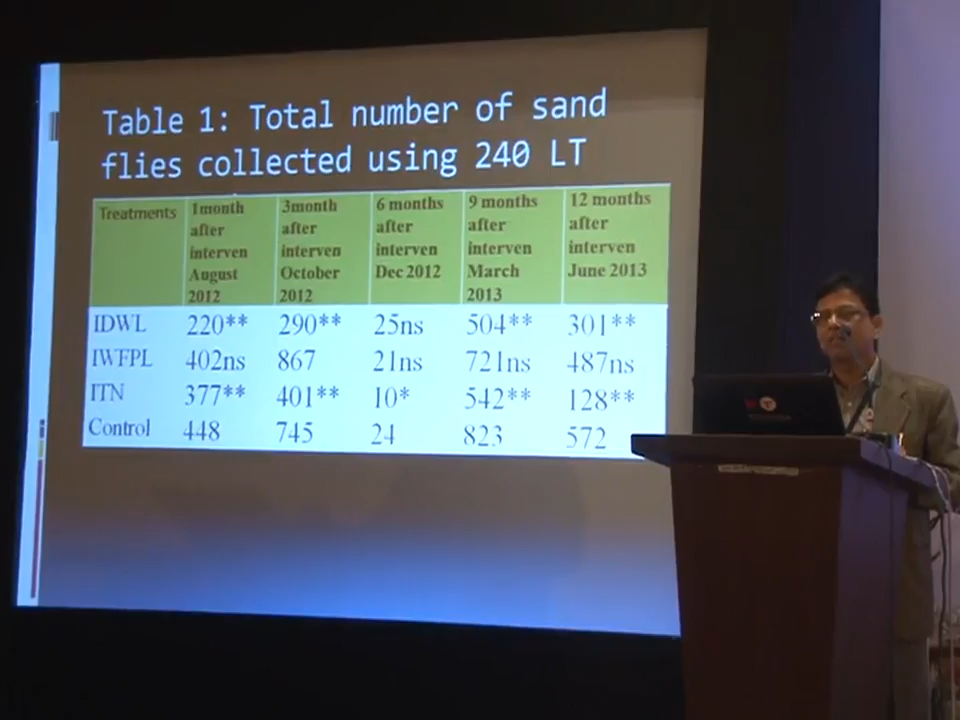 Table 1: Total number of sand
flies collected using 240 LT
Treatments 1month after interven August 2012 3month after interven October 2012 6 months after interven Dec 2012 9 months after interven March 2013 12 months after interven June 2013
IDWL 220** 290** 25ns 504** 301**
IWFPL 402ns 867 21ns 721ns 487ns
ITN 377** 401** 10* 542** 128**
Control 448 745 24 823 572